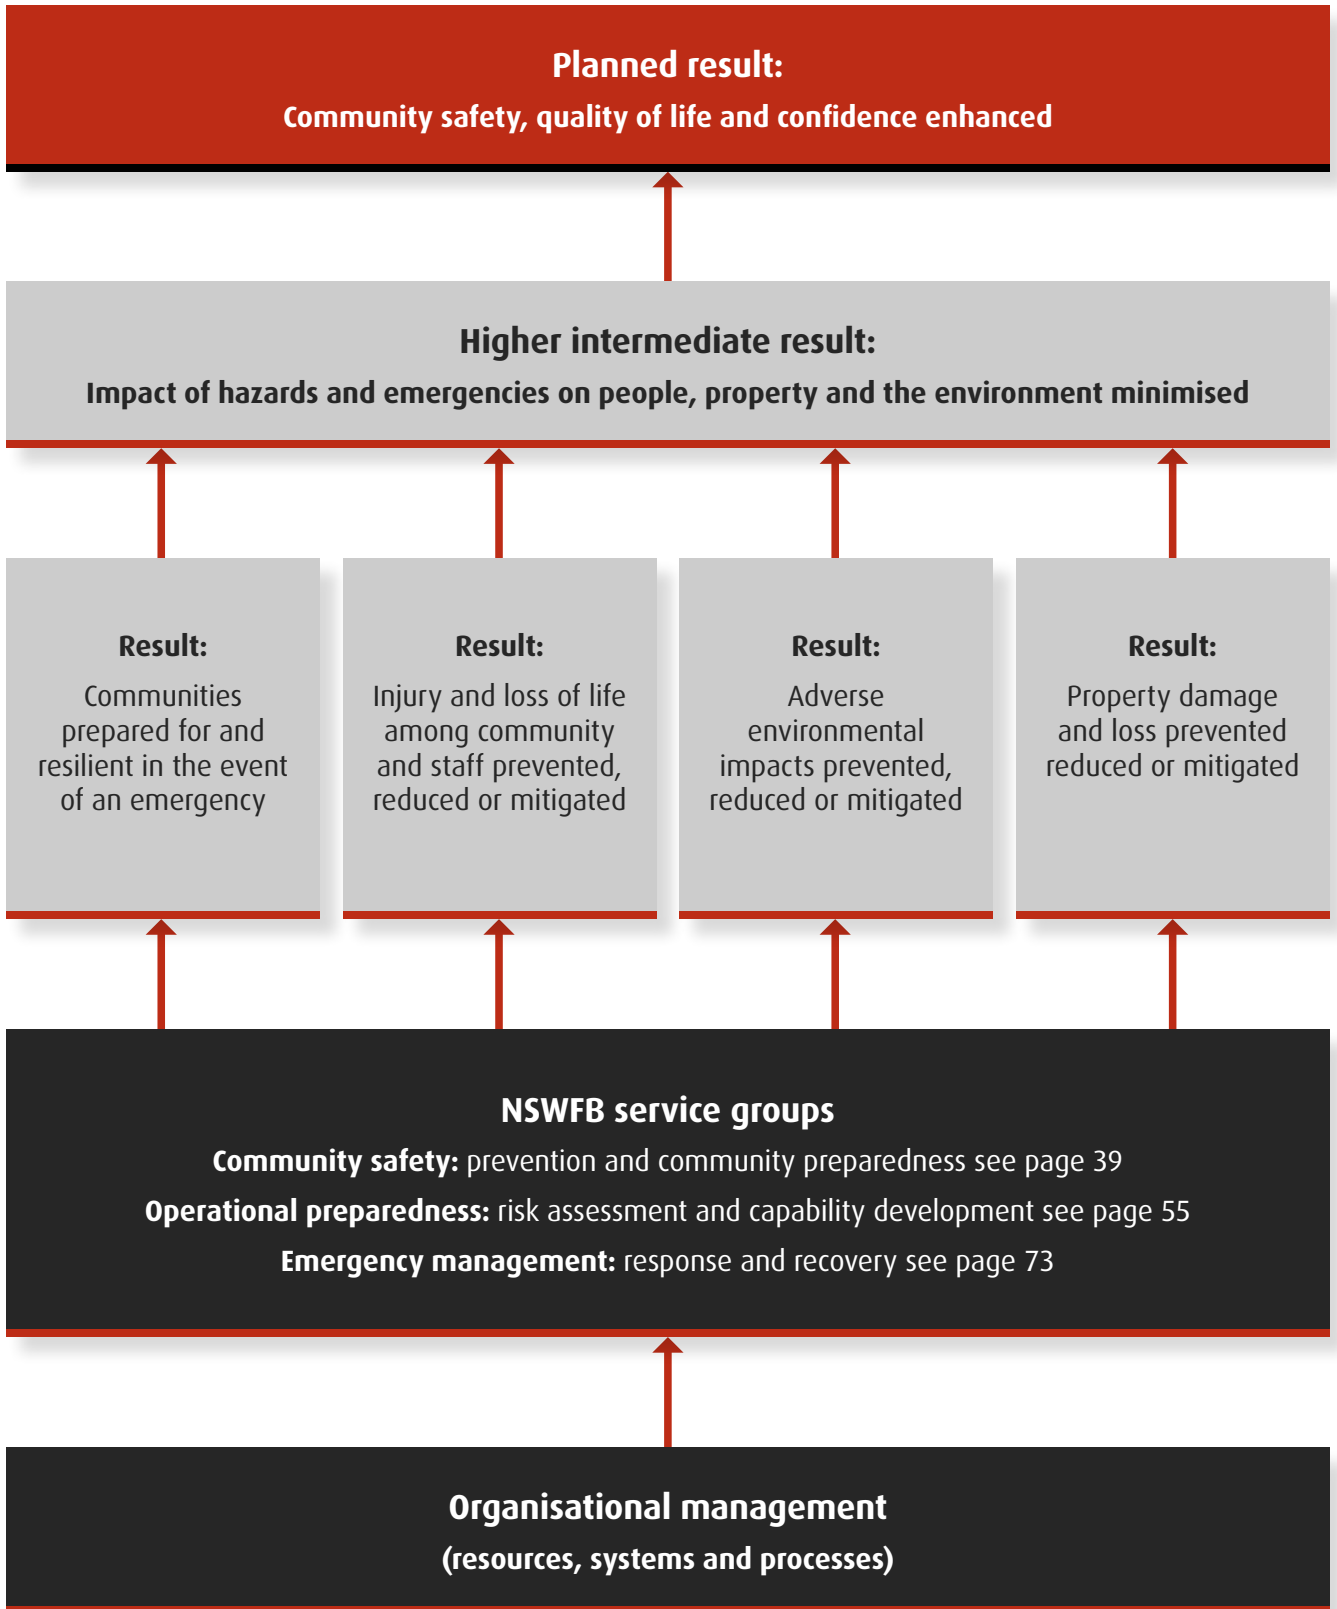 Planned result:
Community safety, quality of life and confidence enhanced
Higher intermediate result:
Impact of hazards and emergencies on people, property and the environment minimised
Result:
Communities
prepared for and
resilient in the event
of an emergency
Result:
Injury and loss of life
among community
and staff prevented,
reduced or mitigated
Result:
Adverse
environmental
impacts prevented,
reduced or mitigated
Result:
Property damage
and loss prevented
reduced or mitigated
NSWFB service groups
Community safety: prevention and community preparedness see page 39
Operational preparedness: risk assessment and capability development see page 55
Emergency management: response and recovery see page 73
Organisational management
(resources, systems and processes)